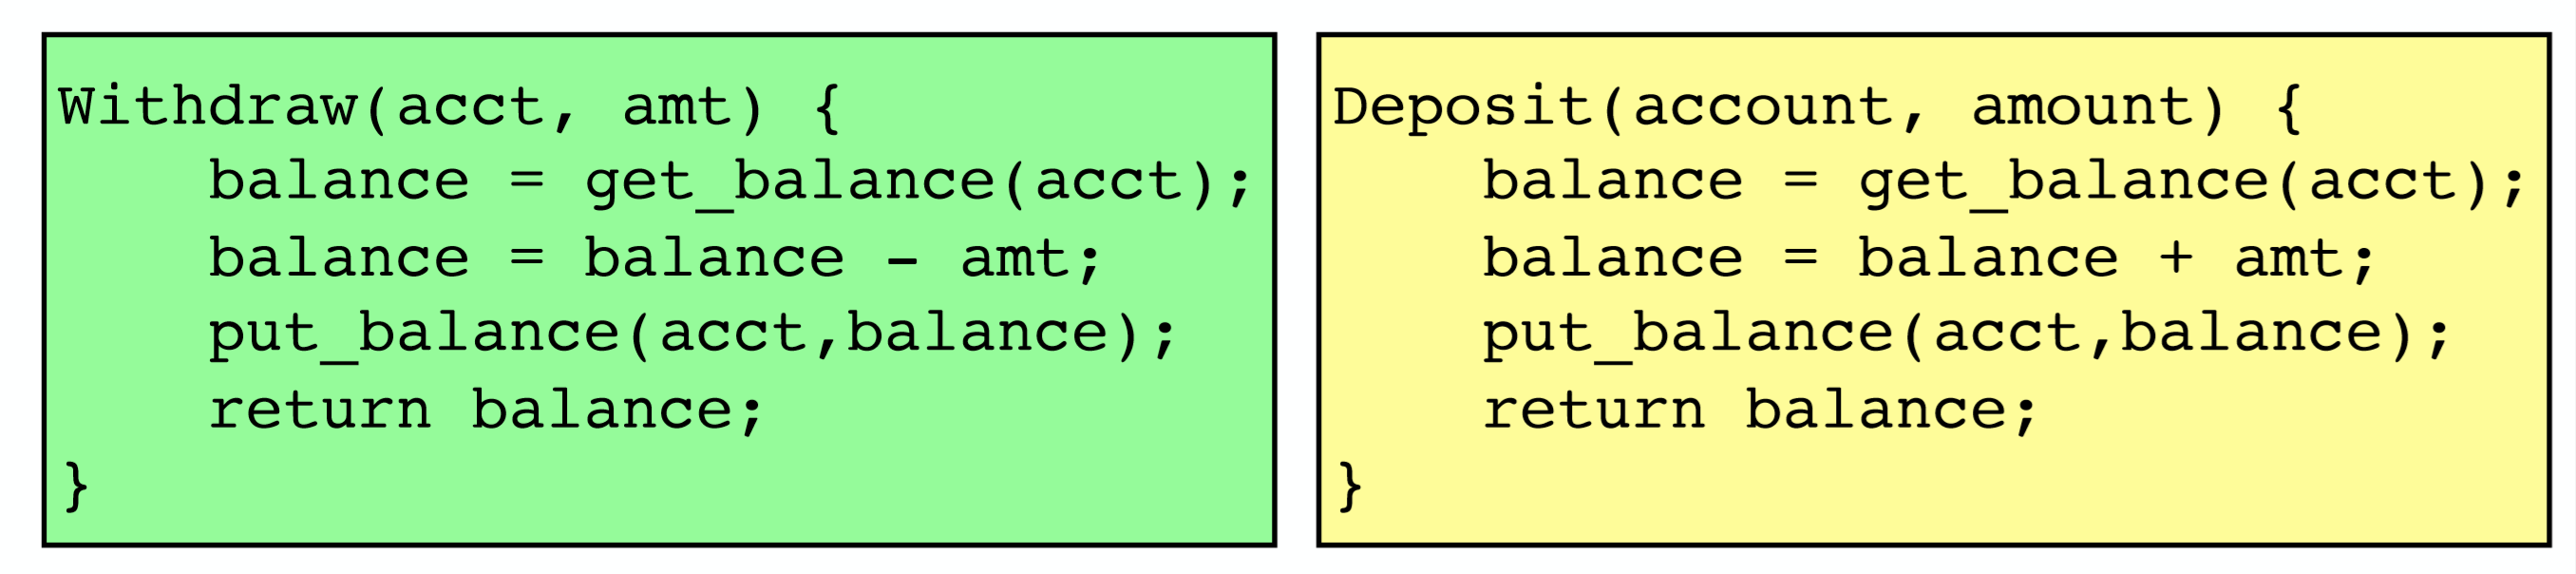 Withdraw(acct, amt) {
    balance = get_balance(acct);
    balance = balance - amt;
    put_balance(acct,balance);
    return balance;
}
Deposit(account, amount) {
    balance = get_balance(acct);
    balance = balance + amt;
    put_balance(acct,balance);
    return balance;
}